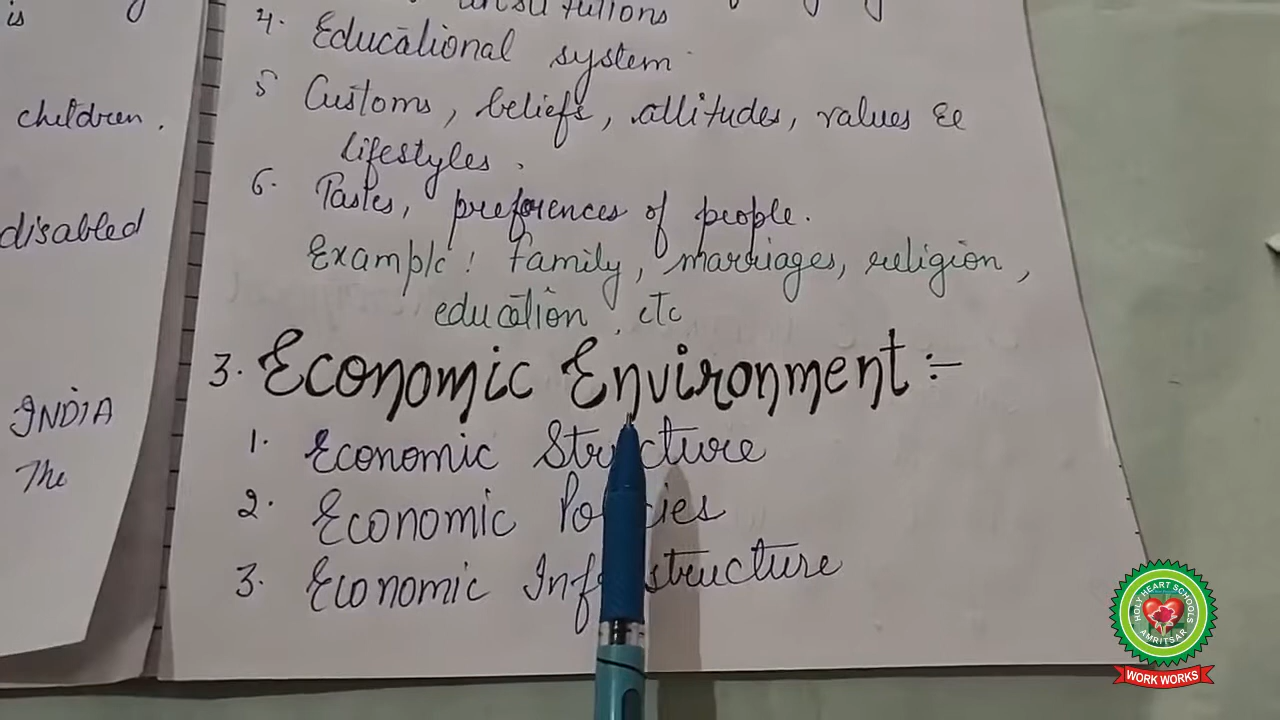 is
children.
disabled
INDIA
The
institutions
4. Educational system
5 Customs, beliefs, attitudes, values &
lifestyles.
6. Tastes, preferences of people.
Example: family, marriages, religion,
education, etc
3. Economic Environment :-
1. Economic Structure
2. Economic Policies
3. Economic Infrastructure
HOLY HEART SCHOOLS
AMRITSAR
WORK WORKS